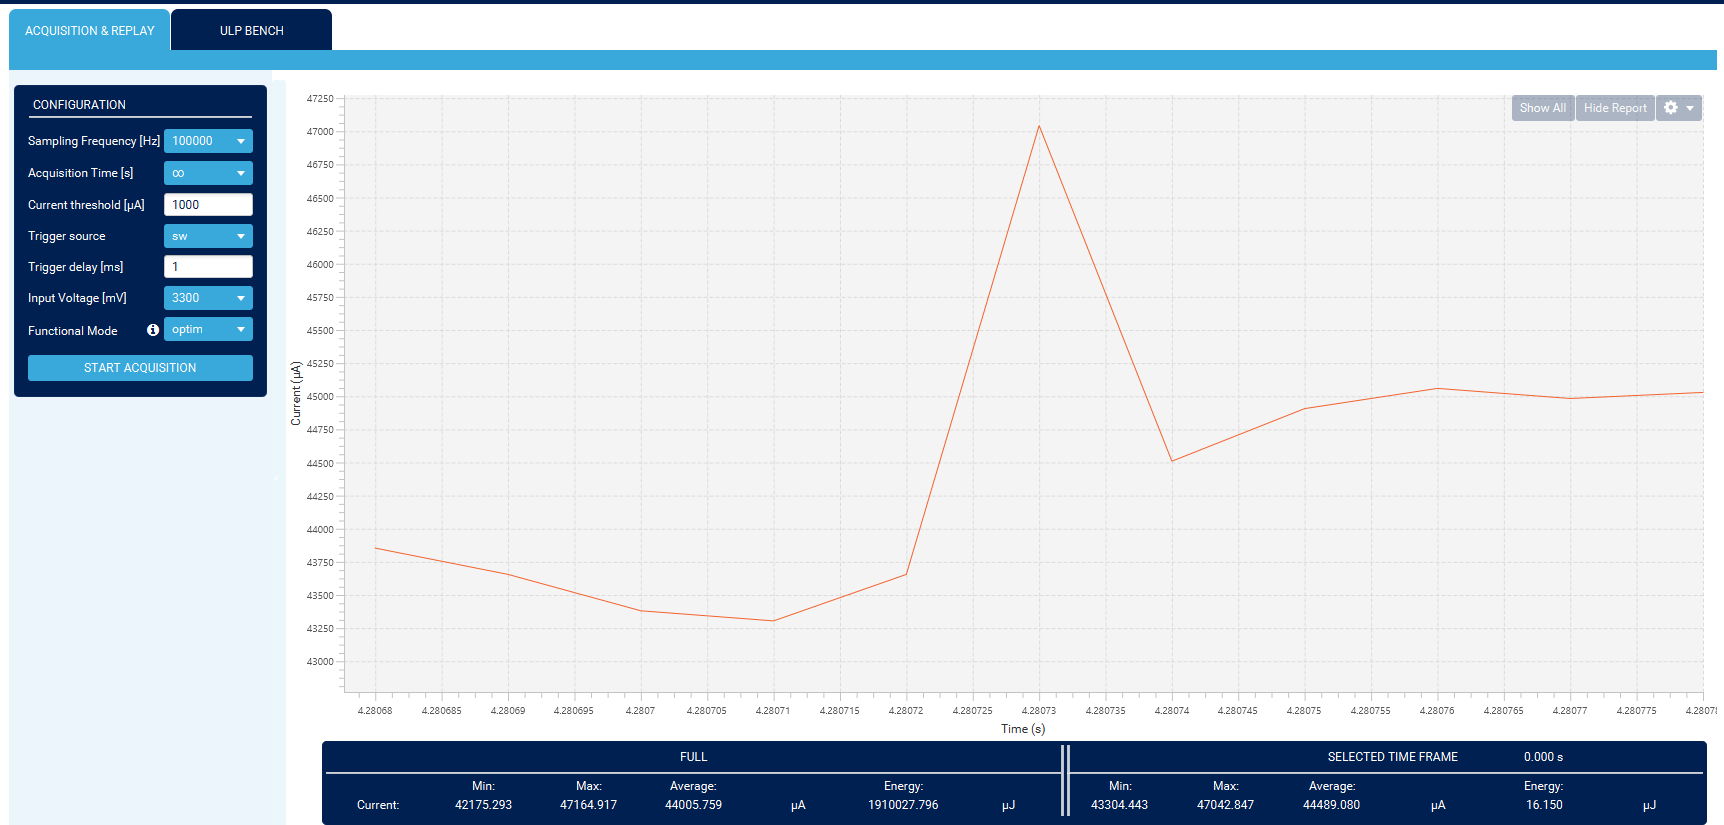 ACQUISITION & REPLAY
ULP BENCH
CONFIGURATION
Sampling Frequency [Hz] 100000
Acquisition Time [s] ∞
Current threshold [µA] 1000
Trigger source sw
Trigger delay [ms] 1
Input Voltage [mV] 3300
Functional Mode optim
START ACQUISITION
Show All Hide Report
Current (µA)
47250
47000
46750
46500
46250
46000
45750
45500
45250
45000
44750
44500
44250
44000
43750
43500
43250
43000
4.28068 4.280685 4.28069 4.280695 4.2807 4.280705 4.28071 4.280715 4.28072 4.280725 4.28073 4.280735 4.28074 4.280745 4.28075 4.280755 4.28076 4.280765 4.28077 4.280775 4.28078
Time (s)
FULL
Min: Max: Average: Energy:
Current: 42175.293 47164.917 44005.759 µA 1910027.796 µJ
SELECTED TIME FRAME 0.000 s
Min: Max: Average: Energy:
43304.443 47042.847 44489.080 µA 16.150 µJ